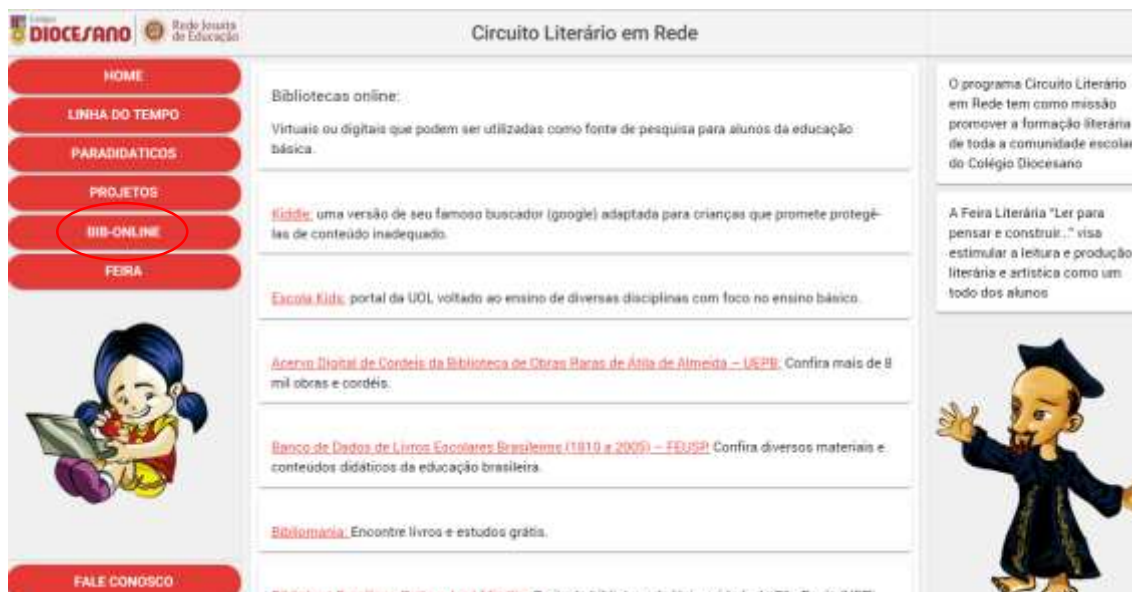 Colégio
DIOCESANO
Rede Jesuíta
de Educação
Circuito Literário em Rede
HOME
LINHA DO TEMPO
PARADIDATICOS
PROJETOS
BIB-ONLINE
FEIRA
FALE CONOSCO
Bibliotecas online:
Virtuais ou digitais que podem ser utilizadas como fonte de pesquisa para alunos da educação
básica.
Kiddle: uma versão de seu famoso buscador (google) adaptada para crianças que promete protegê-
las de conteúdo inadequado.
Escola Kids: portal da UOL voltado ao ensino de diversas disciplinas com foco no ensino básico.
Acervo Digital de Cordeis da Biblioteca de Obras Raras de Átila de Almeida – UEPB: Confira mais de 8
mil obras e cordéis.
Banco de Dados de Livros Escolares Brasileiros (1810 a 2005) – FEUSP: Confira diversos materiais e
conteúdos didáticos da educação brasileira.
Bibliomania: Encontre livros e estudos grátis.
O programa Circuito Literário
em Rede tem como missão
promover a formação literária
de toda a comunidade escolar
do Colégio Diocesano
A Feira Literária "Ler para
pensar e construir..." visa
estimular a leitura e produção
literária e artística como um
todo dos alunos